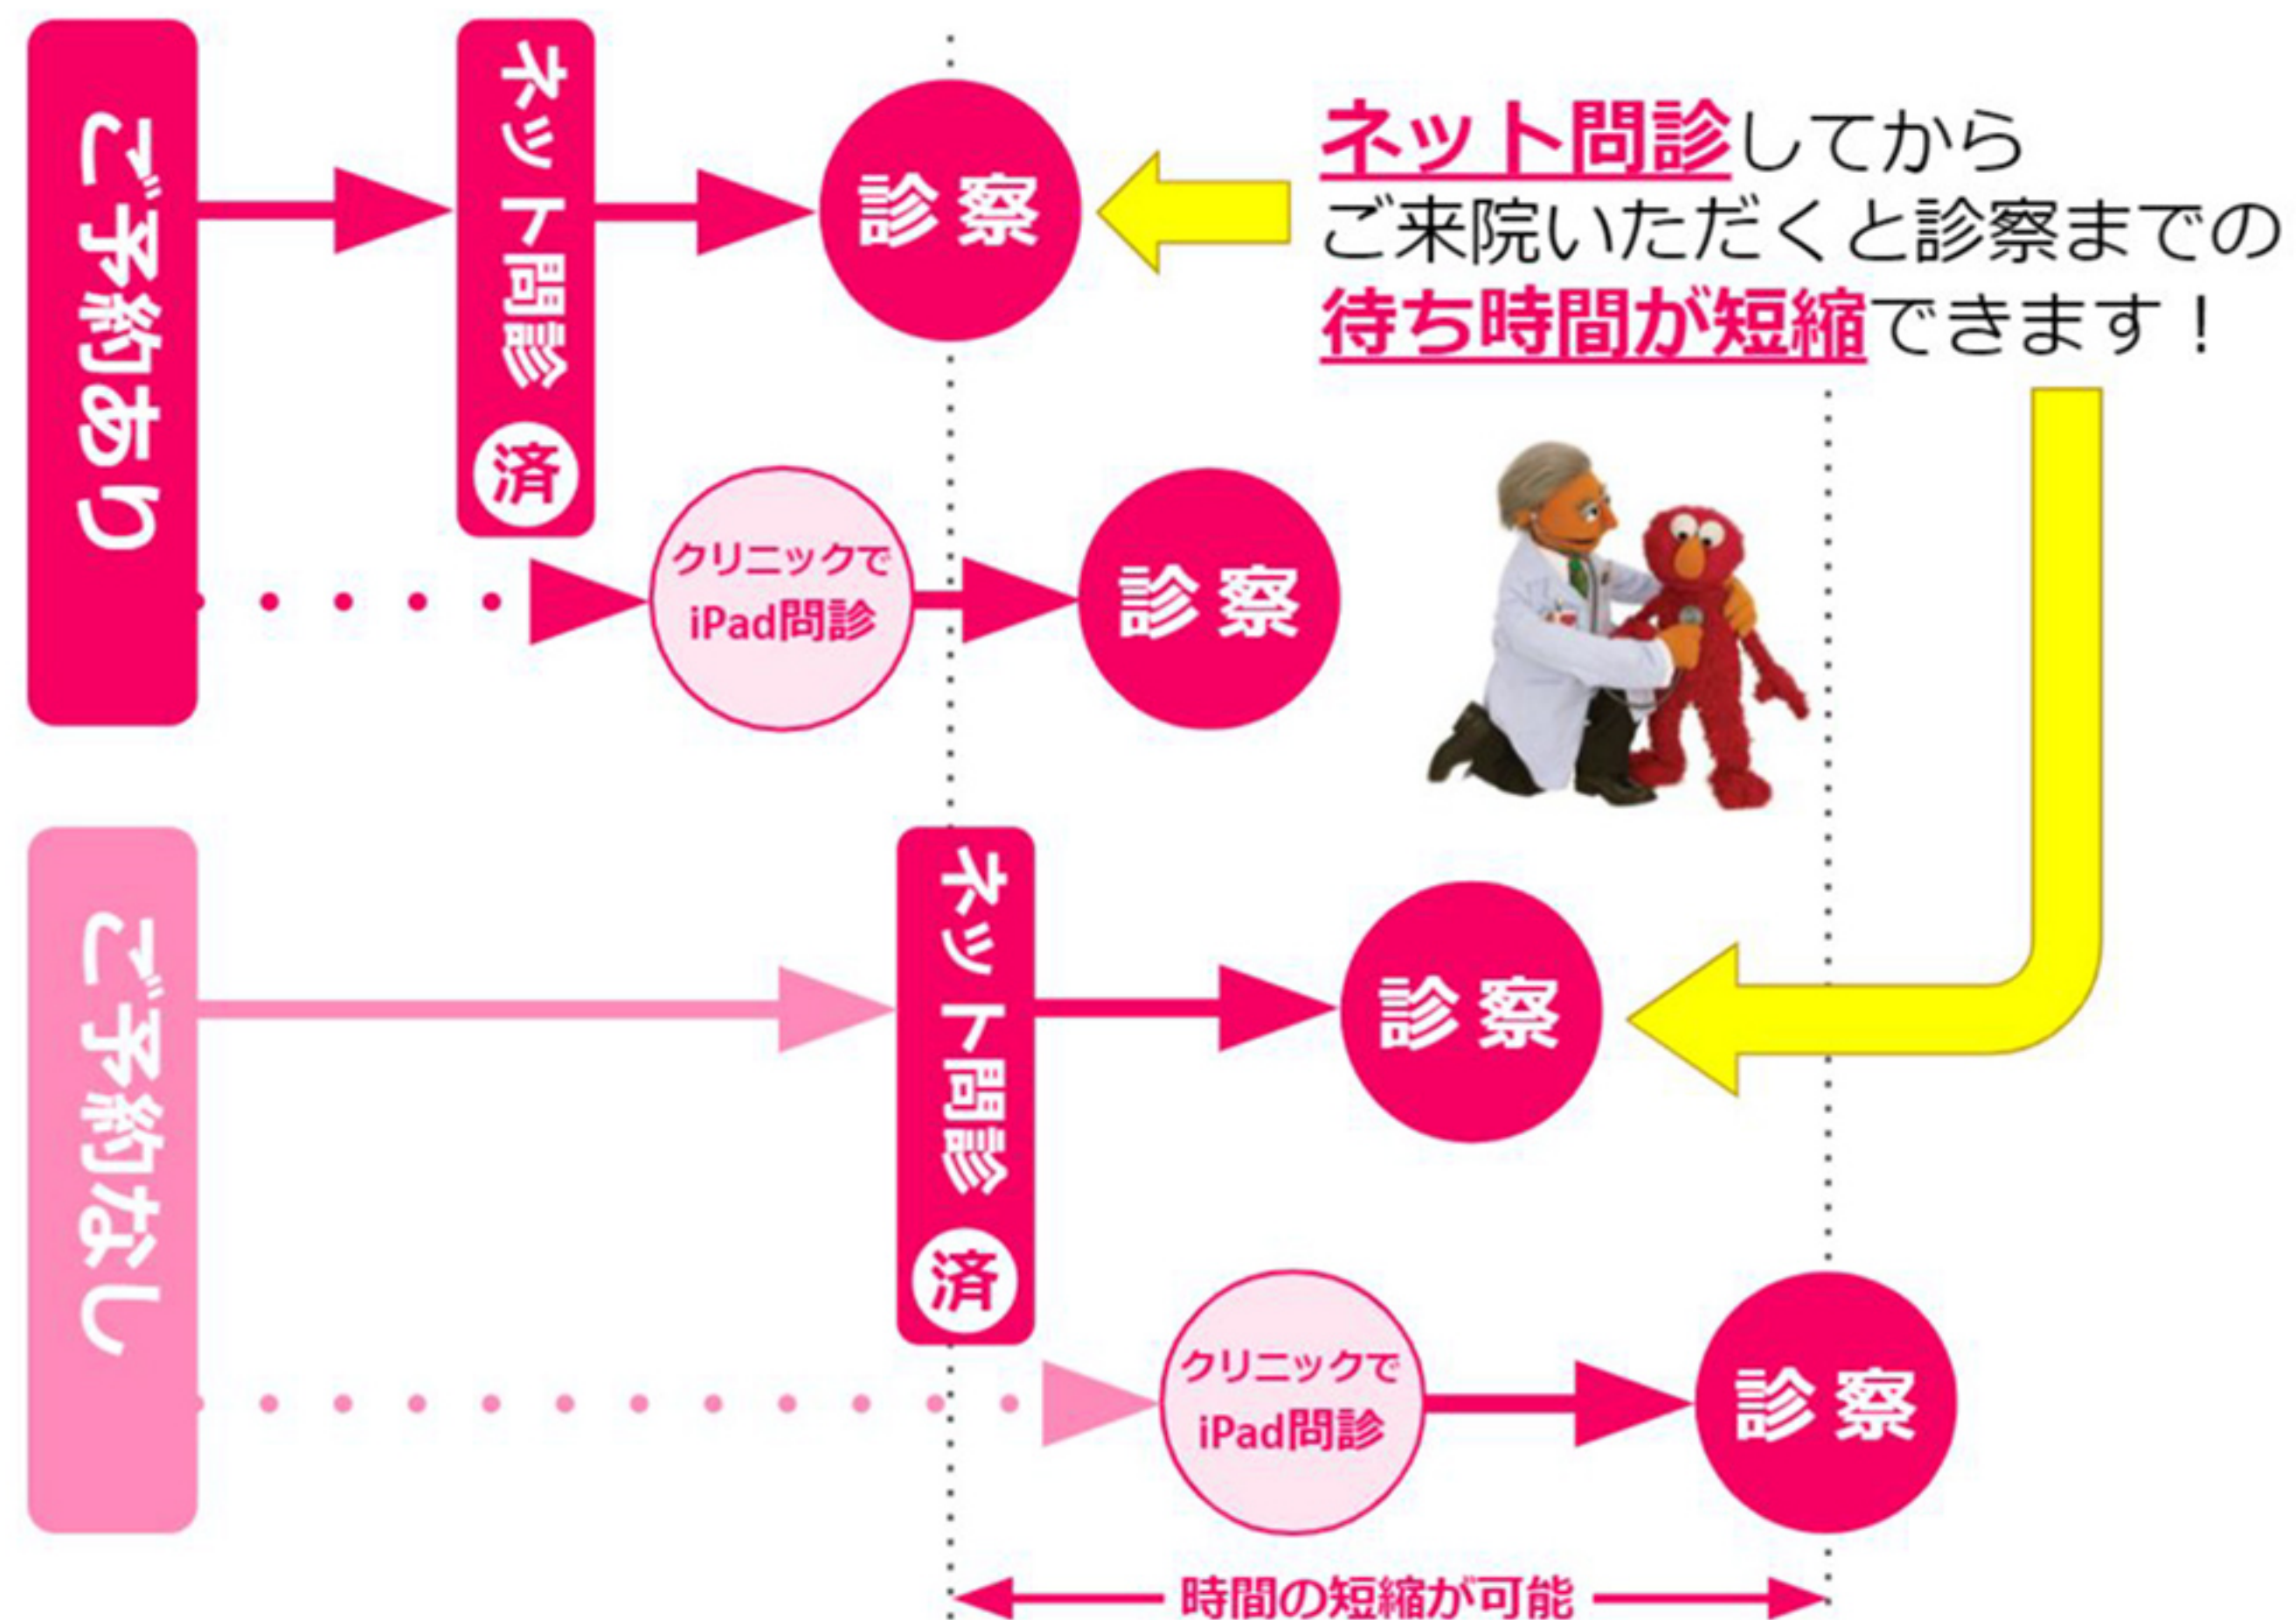 ご予約あり
ネット問診 済
診察
ネット問診してから
ご来院いただくと診察までの
待ち時間が短縮できます！
クリニックで
iPad問診
診察
ご予約なし
ネット問診 済
診察
クリニックで
iPad問診
診察
時間の短縮が可能